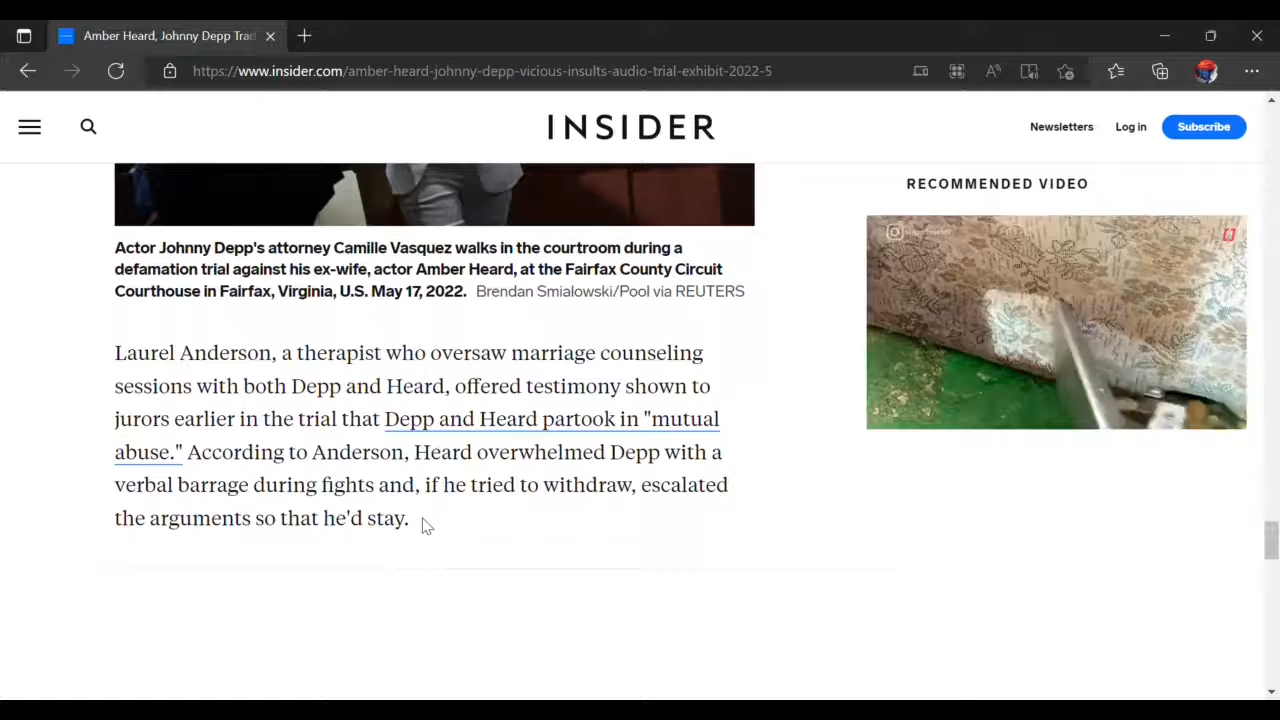 Amber Heard, Johnny Depp Trad
https://www.insider.com/amber-heard-johnny-depp-vicious-insults-audio-trial-exhibit-2022-5
INSIDER
Newsletters
Log in
Subscribe
RECOMMENDED VIDEO
Actor Johnny Depp's attorney Camille Vasquez walks in the courtroom during a
defamation trial against his ex-wife, actor Amber Heard, at the Fairfax County Circuit
Courthouse in Fairfax, Virginia, U.S. May 17, 2022. Brendan Smialowski/Pool via REUTERS
Laurel Anderson, a therapist who oversaw marriage counseling
sessions with both Depp and Heard, offered testimony shown to
jurors earlier in the trial that Depp and Heard partook in "mutual
abuse." According to Anderson, Heard overwhelmed Depp with a
verbal barrage during fights and, if he tried to withdraw, escalated
the arguments so that he'd stay.